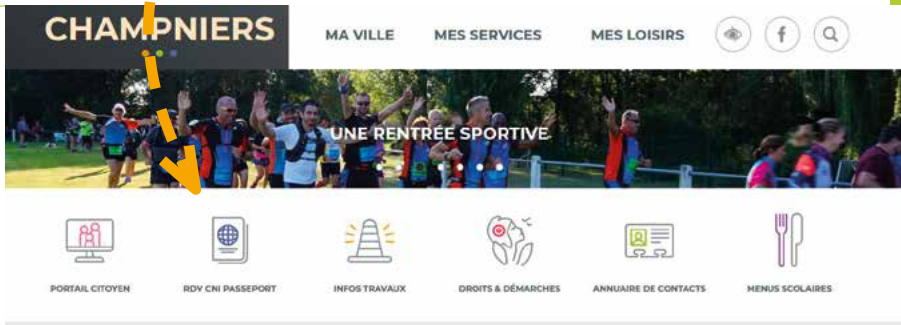 CHAMPNIERS
MA VILLE
MES SERVICES
MES LOISIRS
f
UNE RENTRÉE SPORTIVE
PORTAIL CITOYEN
RDV CNI PASSEPORT
INFOS TRAVAUX
DROITS & DÉMARCHES
ANNUAIRE DE CONTACTS
MENUS SCOLAIRES